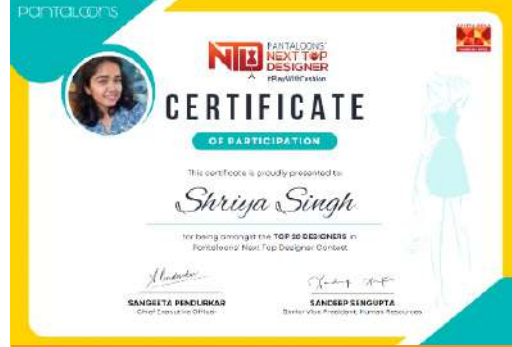 PANTALOONS
NTD
PANTALOONS'
NEXT TOP
DESIGNER
#PlayWithFashion
CERTIFICATE
OF PARTICIPATION
This certificate is proudly presented to:
Shriya Singh
for being amongst the TOP 20 DESIGNERS in
Pantaloons' Next Top Designer Contest
SANGEETA PENDURKAR
SANDEEP SENGUPTA
Chief Executive Officer
Senior Vice President, Human Resources